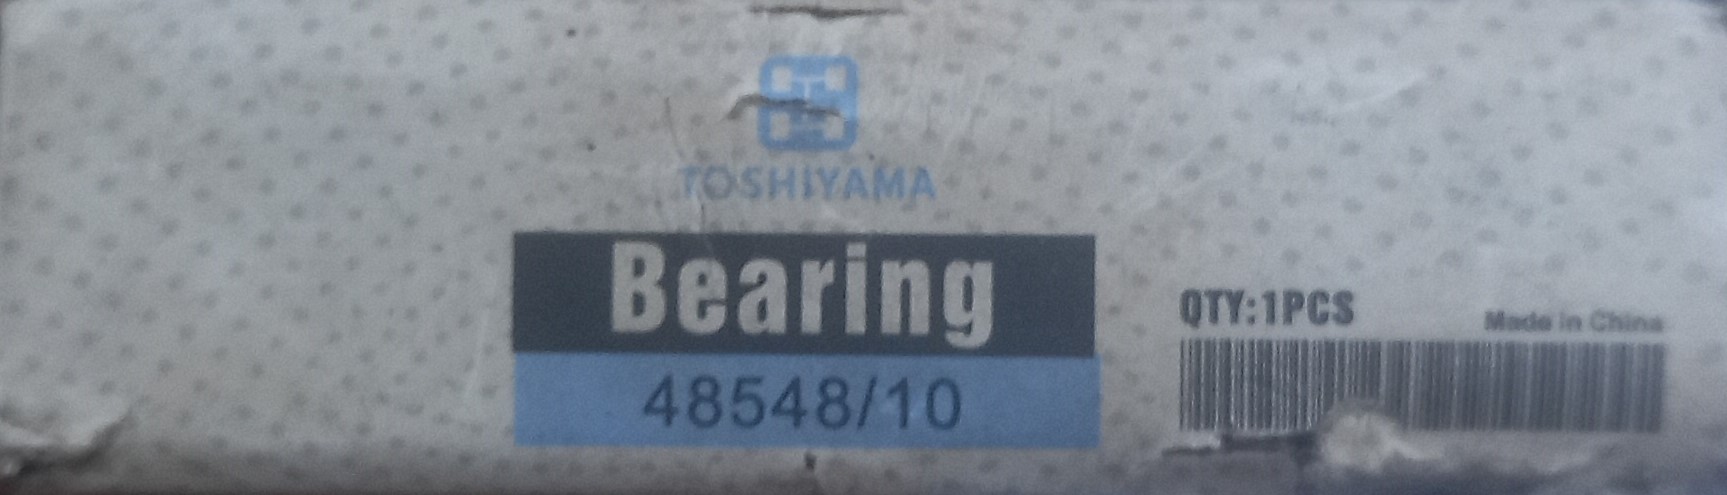 TOSHIYAMA
Bearing
48548/10
QTY:1PCS
Made in China